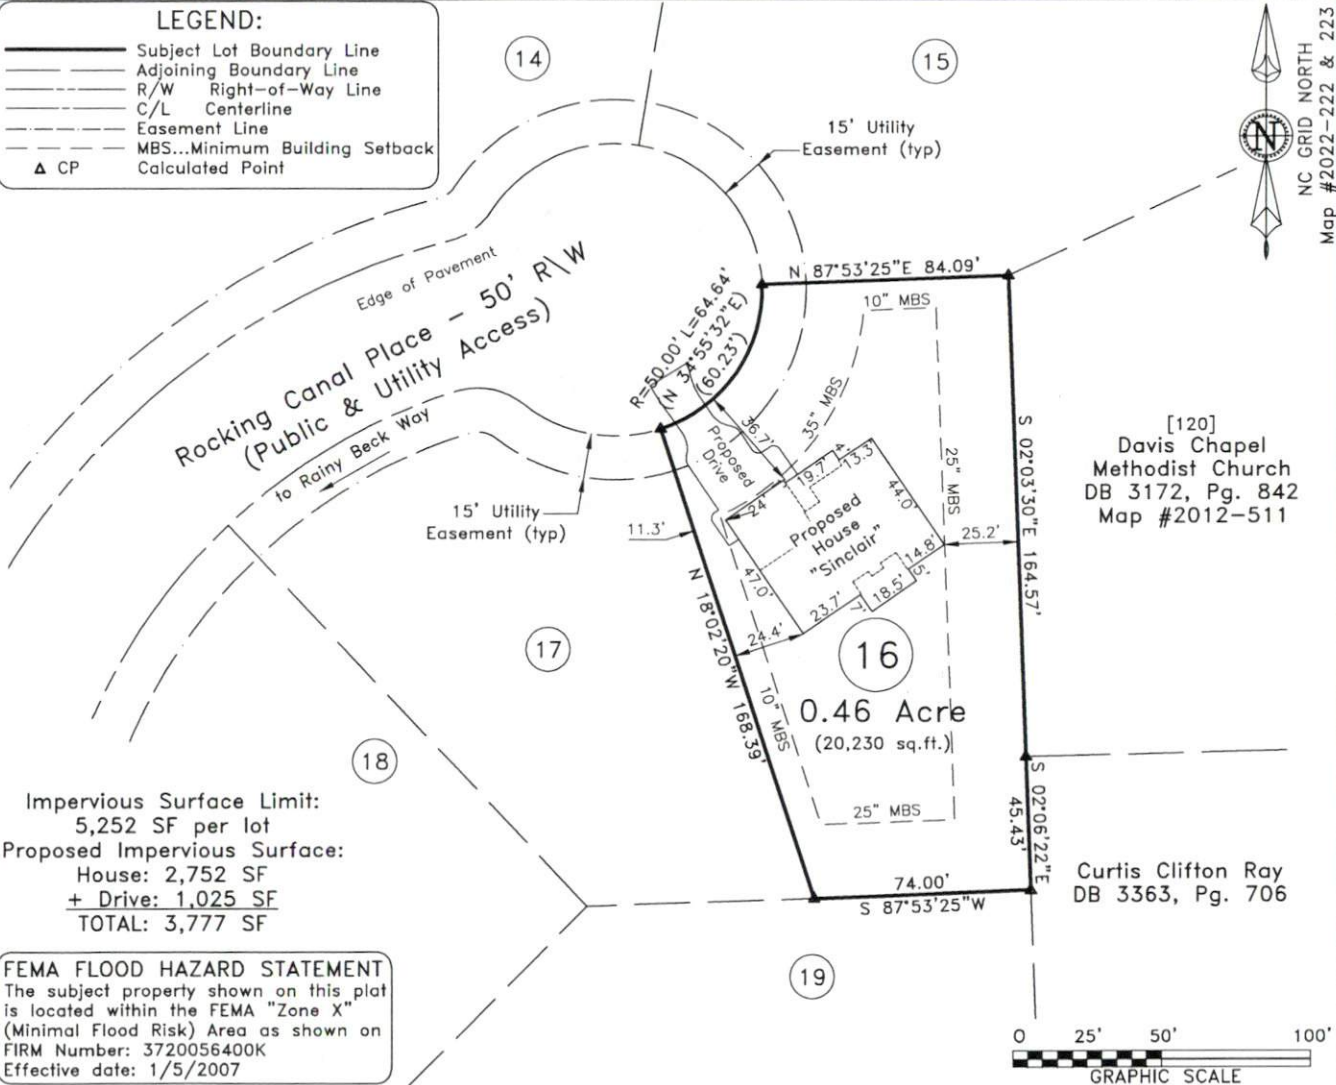 LEGEND:
Subject Lot Boundary Line
Adjoining Boundary Line
R/W Right-of-Way Line
C/L Centerline
Easement Line
MBS...Minimum Building Setback
Δ CP Calculated Point
14
15
15' Utility
Easement (typ)
NC GRID NORTH
Map #2022-222 & 223
N
Edge of Pavement
Rocking Canal Place - 50' R\W
(Public & Utility Access)
to Rainy Beck Way
15' Utility
Easement (typ)
R=50.00' L=64.64'
(N 34°55'32"E)
(60.23')
N 87°53'25"E 84.09'
10" MBS
35" MBS
25" MBS
S 02°03'30"E 164.57'
[120]
Davis Chapel
Methodist Church
DB 3172, Pg. 842
Map #2012-511
Proposed
Drive
36.7'
19.7'
4'
13.3'
24'
44.0'
Proposed
House
"Sinclair"
11.3'
25.2'
14.8'
5'
18.5'
7'
23.7'
47.0'
24.4'
N 18°02'20"W 168.39'
10" MBS
16
0.46 Acre
(20,230 sq.ft.)
25" MBS
17
18
S 02°06'22"E
45.43'
74.00'
S 87°53'25"W
Curtis Clifton Ray
DB 3363, Pg. 706
19
Impervious Surface Limit:
5,252 SF per lot
Proposed Impervious Surface:
House: 2,752 SF
+ Drive: 1,025 SF
TOTAL: 3,777 SF
FEMA FLOOD HAZARD STATEMENT
The subject property shown on this plat
is located within the FEMA "Zone X"
(Minimal Flood Risk) Area as shown on
FIRM Number: 3720056400K
Effective date: 1/5/2007
0 25' 50' 100'
GRAPHIC SCALE